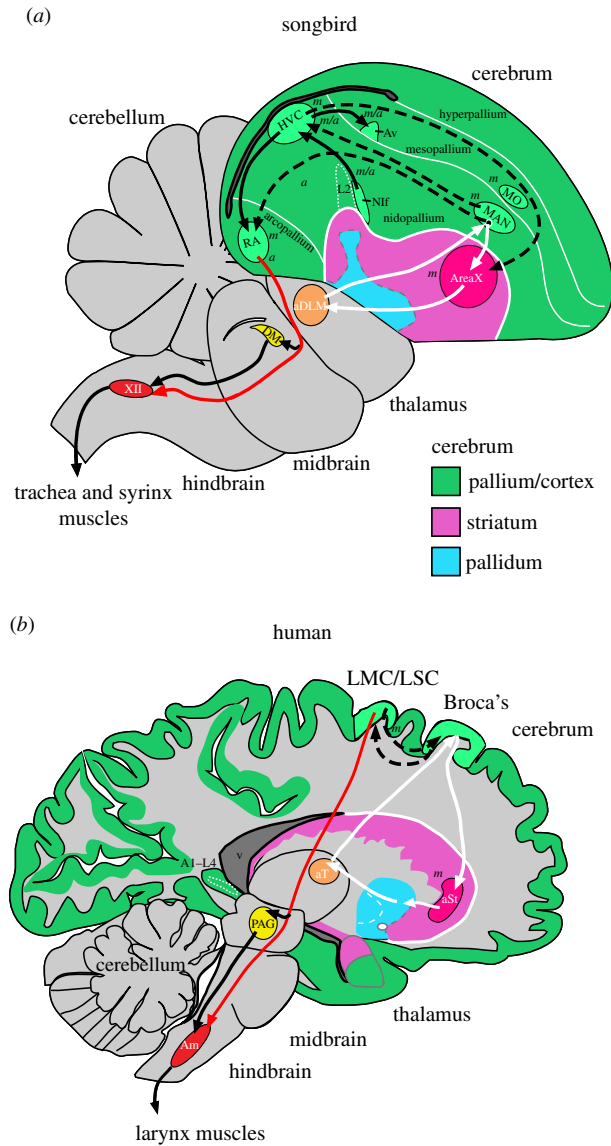 (a)
songbird
cerebrum
cerebellum
HVC
m
m/a
m/a
Av
hyperpallium
mesopallium
m
MO
m
MAN
a
L2
m/a
NIf
nidopallium
arcopallium
RA
m
a
m
AreaX
aDLM
DM
XII
thalamus
midbrain
hindbrain
trachea and syrinx
muscles
cerebrum
pallium/cortex
striatum
pallidum
(b)
human
LMC/LSC
Broca's
cerebrum
m
A1–L4
v
aT
m
aSt
PAG
cerebellum
thalamus
midbrain
Am
hindbrain
larynx muscles